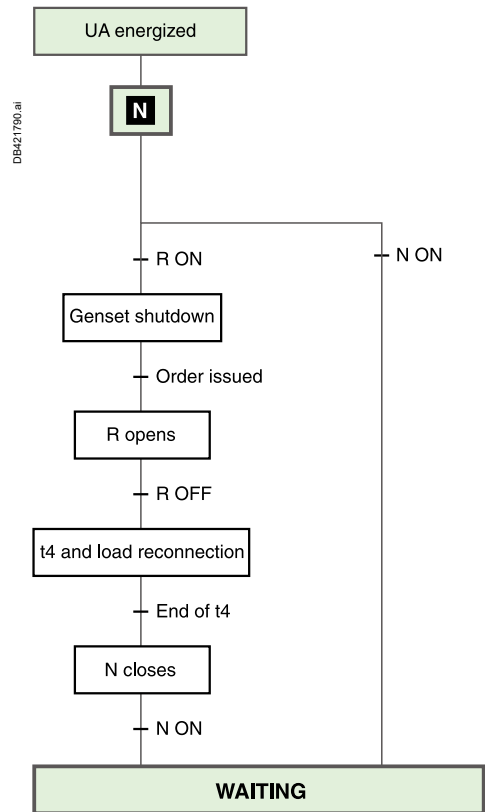 UA energized
DB421790.ai
N
R ON
N ON
Genset shutdown
Order issued
R opens
R OFF
t4 and load reconnection
End of t4
N closes
N ON
WAITING